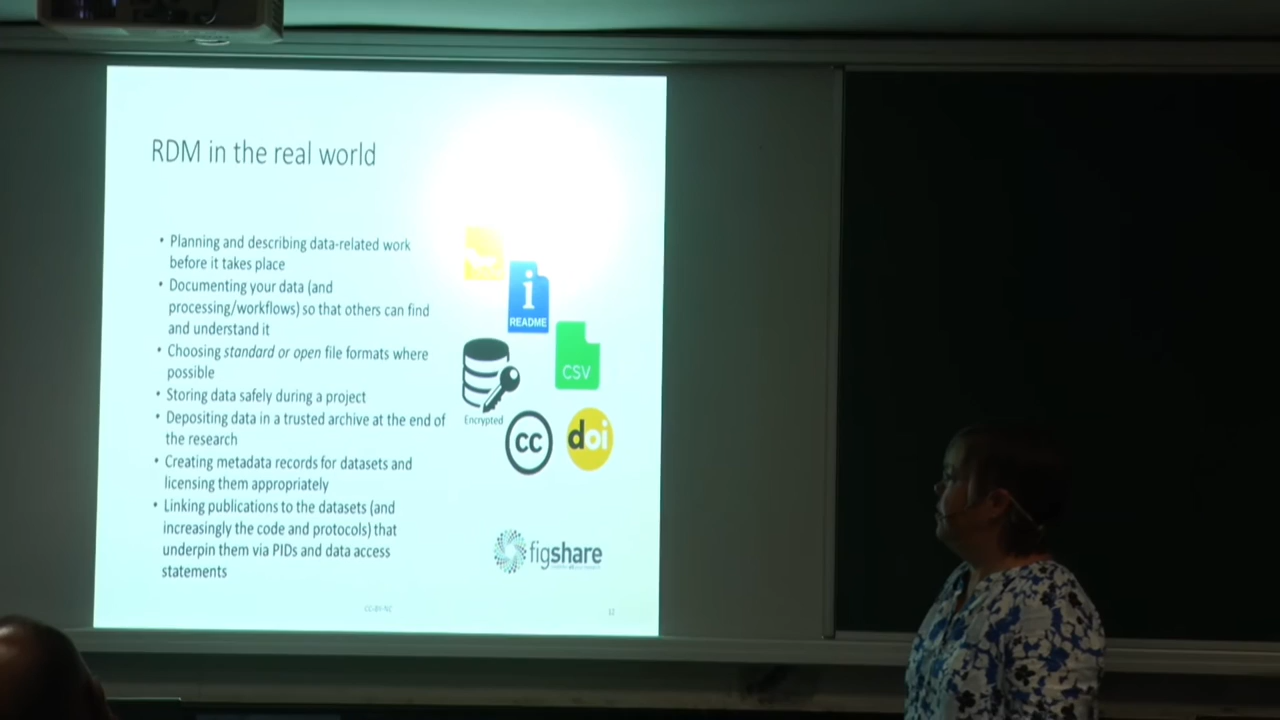 RDM in the real world
• Planning and describing data-related work
before it takes place
• Documenting your data (and
processing/workflows) so that others can find
and understand it
• Choosing standard or open file formats where
possible
• Storing data safely during a project
• Depositing data in a trusted archive at the end of
the research
• Creating metadata records for datasets and
licensing them appropriately
• Linking publications to the datasets (and
increasingly the code and protocols) that
underpin them via PIDs and data access
statements
i
README
CSV
Encrypted
cc
doi
figshare
CC-BY-NC
12